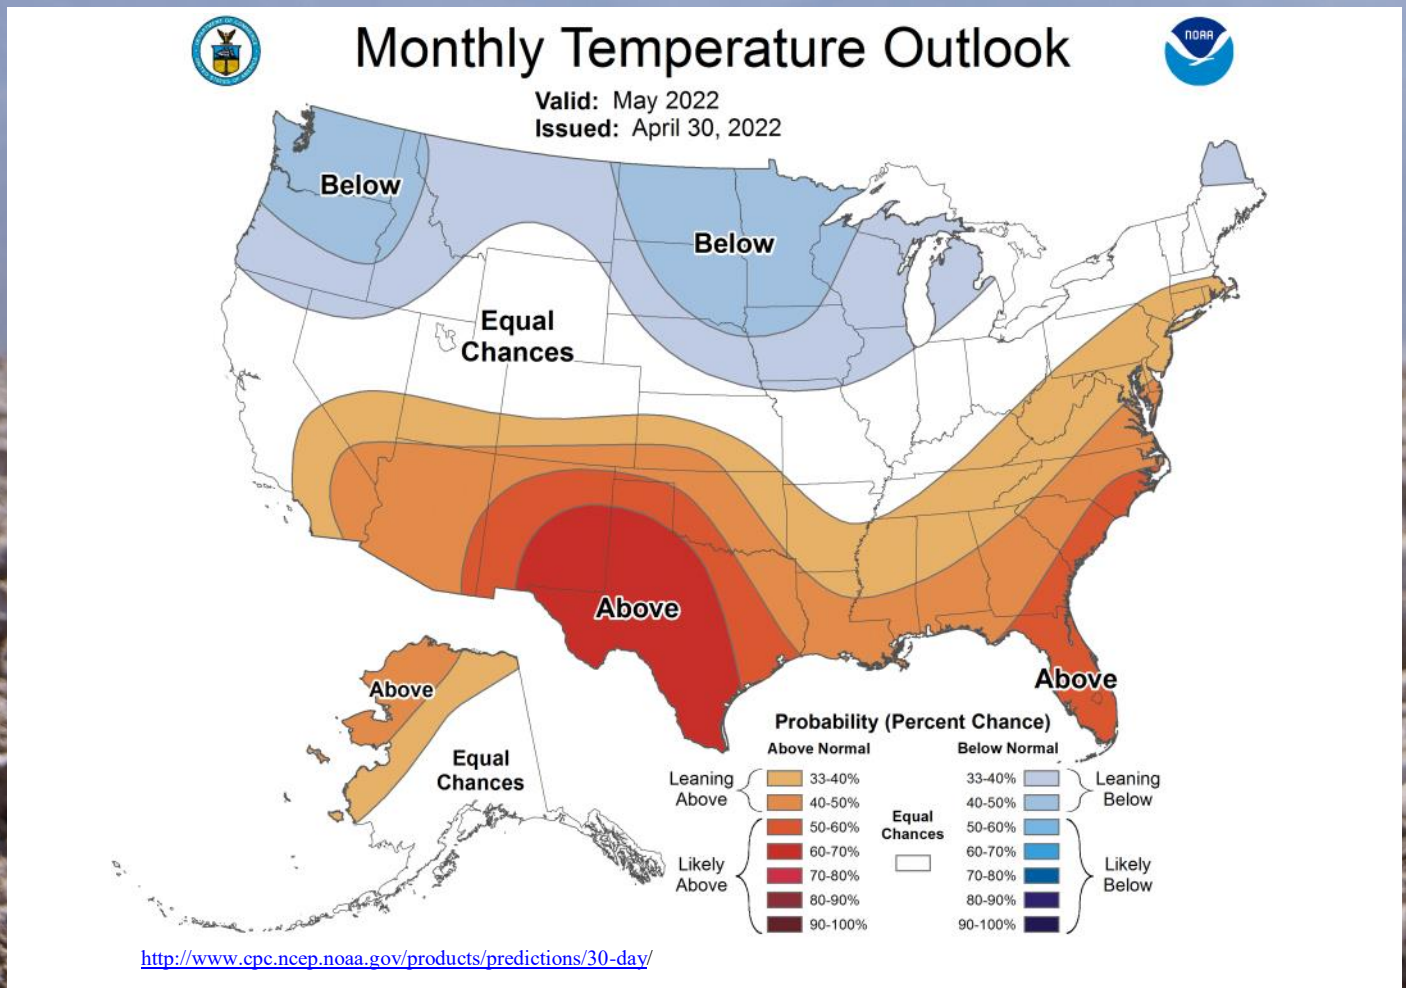 Monthly Temperature Outlook
NOAA
Valid: May 2022
Issued: April 30, 2022
Below
Below
Equal
Chances
Above
Above
Above
Equal
Chances
Probability (Percent Chance)
Above Normal
Below Normal
Leaning
Above
33-40%
40-50%
Likely
Above
50-60%
60-70%
70-80%
80-90%
90-100%
Equal
Chances
33-40%
40-50%
Leaning
Below
50-60%
60-70%
70-80%
80-90%
90-100%
Likely
Below
http://www.cpc.ncep.noaa.gov/products/predictions/30-day/